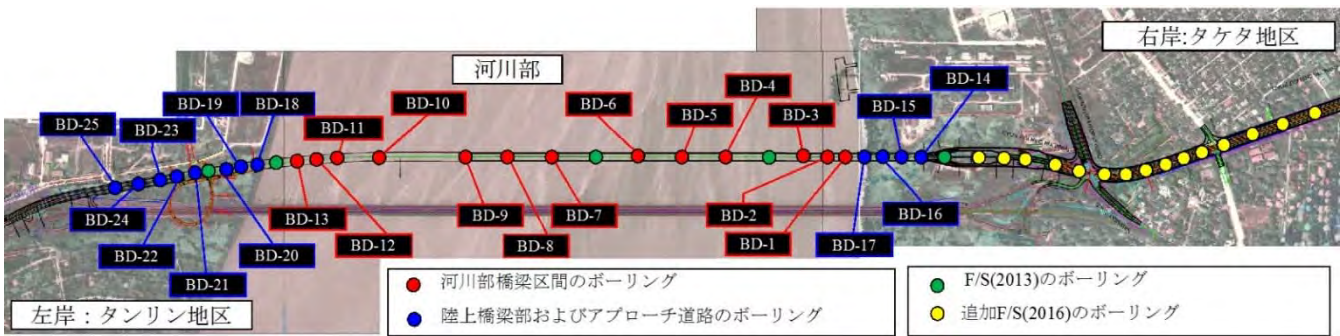 右岸:タケタ地区
河川部
BD-14
BD-4
BD-6
BD-19
BD-18
BD-10
BD-15
BD-5
BD-3
BD-23
BD-11
BD-25
BD-24
BD-13
BD-9
BD-7
BD-2
BD-16
BD-22
BD-20
BD-12
BD-8
BD-1
BD-17
BD-21
左岸：タンリン地区
河川部橋梁区間のボーリング
陸上橋梁部およびアプローチ道路のボーリング
F/S(2013)のボーリング
追加F/S(2016)のボーリング